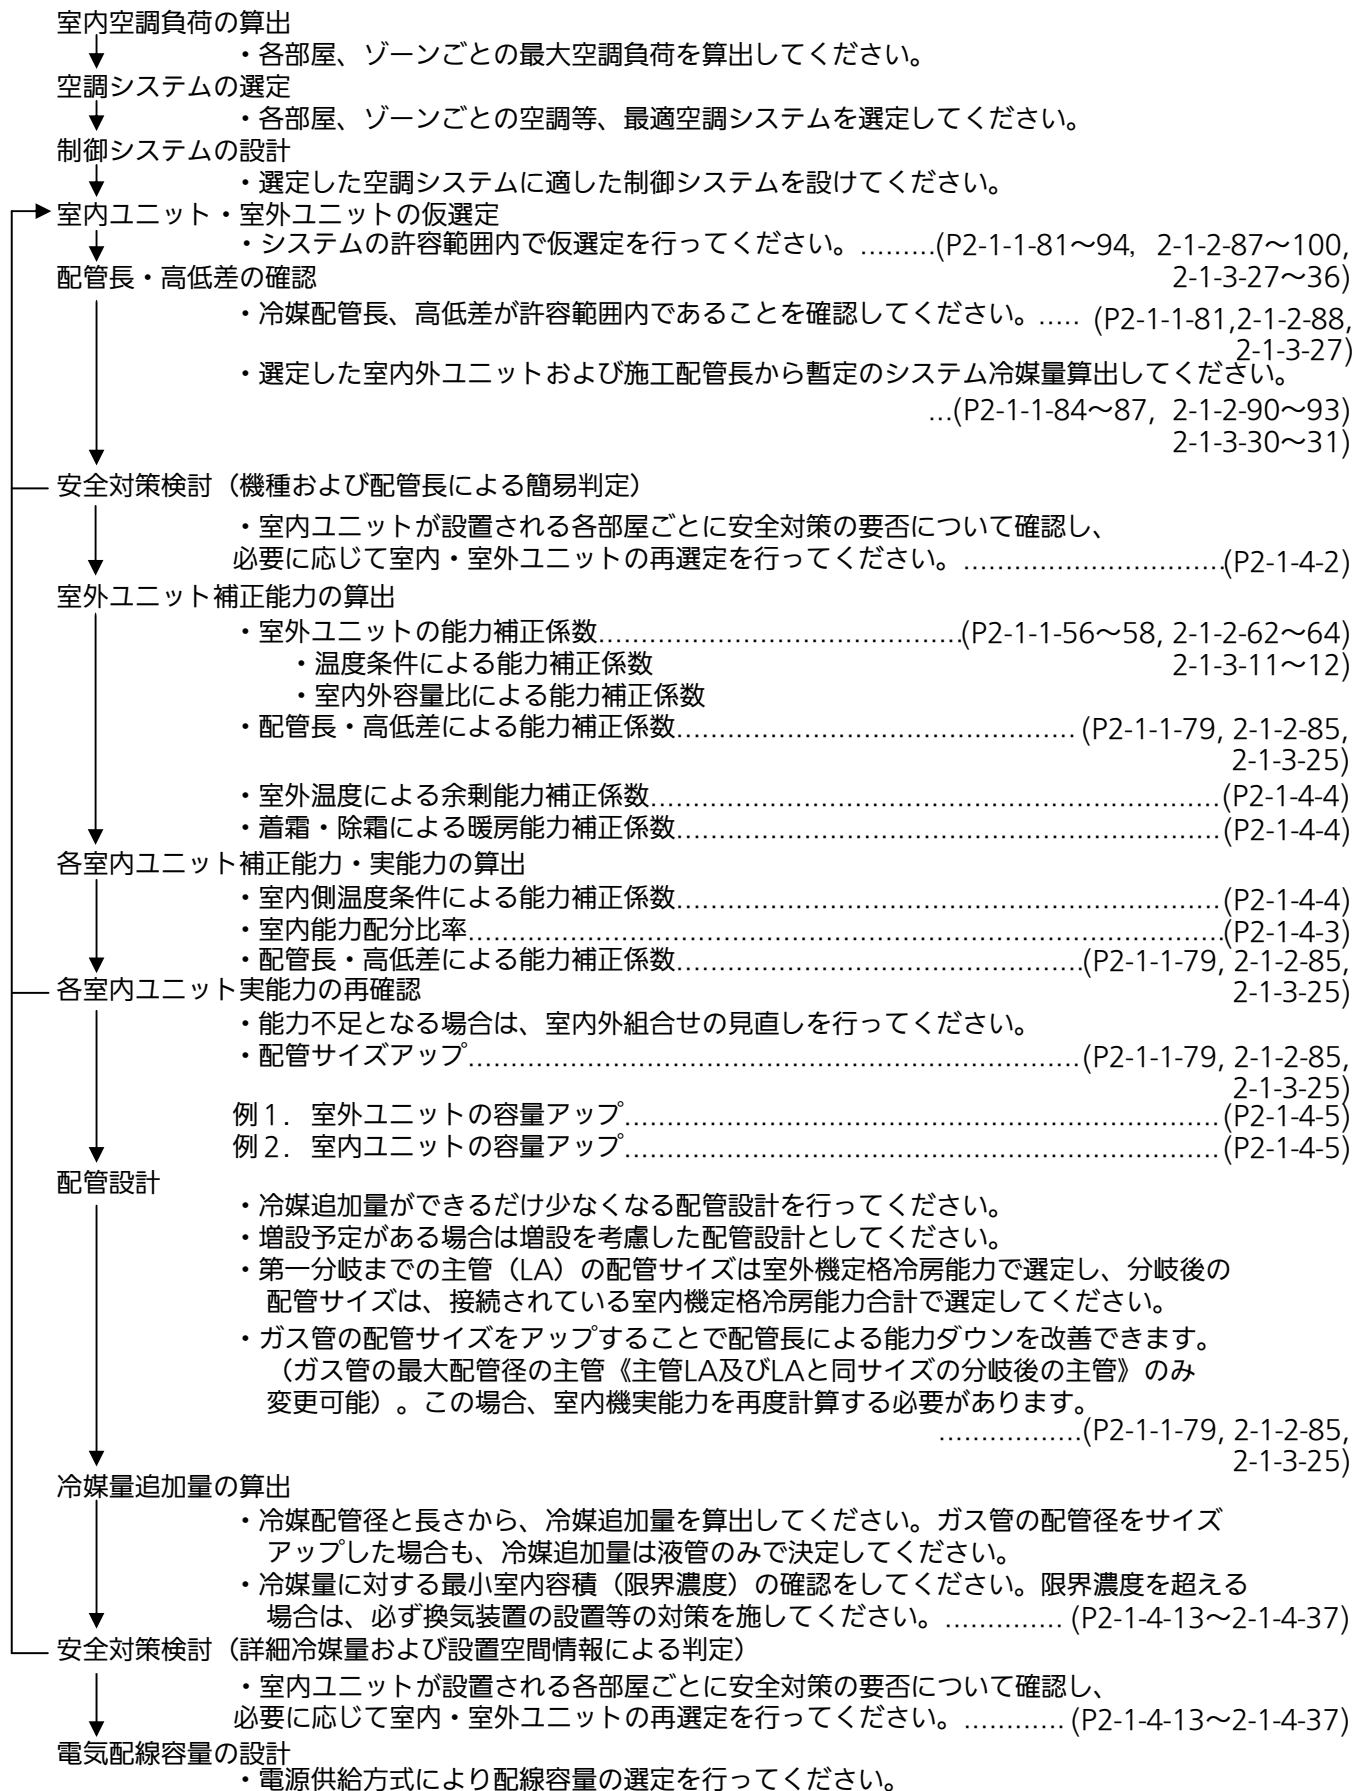 室内空調負荷の算出
・各部屋、ゾーンごとの最大空調負荷を算出してください。
空調システムの選定
・各部屋、ゾーンごとの空調等、最適空調システムを選定してください。
制御システムの設計
・選定した空調システムに適した制御システムを設けてください。
室内ユニット・室外ユニットの仮選定
・システムの許容範囲内で仮選定を行ってください。………(P2-1-1-81～94, 2-1-2-87～100,
配管長・高低差の確認 2-1-3-27～36)
・冷媒配管長、高低差が許容範囲内であることを確認してください。…..(P2-1-1-81,2-1-2-88,
2-1-3-27)
・選定した室内外ユニットおよび施工配管長から暫定のシステム冷媒量算出してください。
…(P2-1-1-84～87, 2-1-2-90～93)
2-1-3-30～31)
安全対策検討（機種および配管長による簡易判定）
・室内ユニットが設置される各部屋ごとに安全対策の要否について確認し、
必要に応じて室内・室外ユニットの再選定を行ってください。…………………………(P2-1-4-2)
室外ユニット補正能力の算出
・室外ユニットの能力補正係数……………………………………(P2-1-1-56～58, 2-1-2-62～64)
・温度条件による能力補正係数 2-1-3-11～12)
・室内外容量比による能力補正係数
・配管長・高低差による能力補正係数………………………………………(P2-1-1-79, 2-1-2-85,
2-1-3-25)
・室外温度による余剰能力補正係数…………………………………………………………(P2-1-4-4)
・着霜・除霜による暖房能力補正係数………………………………………………………(P2-1-4-4)
各室内ユニット補正能力・実能力の算出
・室内側温度条件による能力補正係数………………………………………………………(P2-1-4-4)
・室内能力配分比率……………………………………………………………………………(P2-1-4-3)
・配管長・高低差による能力補正係数………………………………………(P2-1-1-79, 2-1-2-85,
各室内ユニット実能力の再確認 2-1-3-25)
・能力不足となる場合は、室内外組合せの見直しを行ってください。
・配管サイズアップ……………………………………………………………(P2-1-1-79, 2-1-2-85,
2-1-3-25)
例１．室外ユニットの容量アップ……………………………………………………………(P2-1-4-5)
例２．室内ユニットの容量アップ……………………………………………………………(P2-1-4-5)
配管設計
・冷媒追加量ができるだけ少なくなる配管設計を行ってください。
・増設予定がある場合は増設を考慮した配管設計としてください。
・第一分岐までの主管（LA）の配管サイズは室外機定格冷房能力で選定し、分岐後の
配管サイズは、接続されている室内機定格冷房能力合計で選定してください。
・ガス管の配管サイズをアップすることで配管長による能力ダウンを改善できます。
（ガス管の最大配管径の主管《主管LA及びLAと同サイズの分岐後の主管》のみ
変更可能）。この場合、室内機実能力を再度計算する必要があります。
………………(P2-1-1-79, 2-1-2-85,
2-1-3-25)
冷媒量追加量の算出
・冷媒配管径と長さから、冷媒追加量を算出してください。ガス管の配管径をサイズ
アップした場合も、冷媒追加量は液管のみで決定してください。
・冷媒量に対する最小室内容積（限界濃度）の確認をしてください。限界濃度を超える
場合は、必ず換気装置の設置等の対策を施してください。…………(P2-1-4-13～2-1-4-37)
安全対策検討（詳細冷媒量および設置空間情報による判定）
・室内ユニットが設置される各部屋ごとに安全対策の要否について確認し、
必要に応じて室内・室外ユニットの再選定を行ってください。…………(P2-1-4-13～2-1-4-37)
電気配線容量の設計
・電源供給方式により配線容量の選定を行ってください。